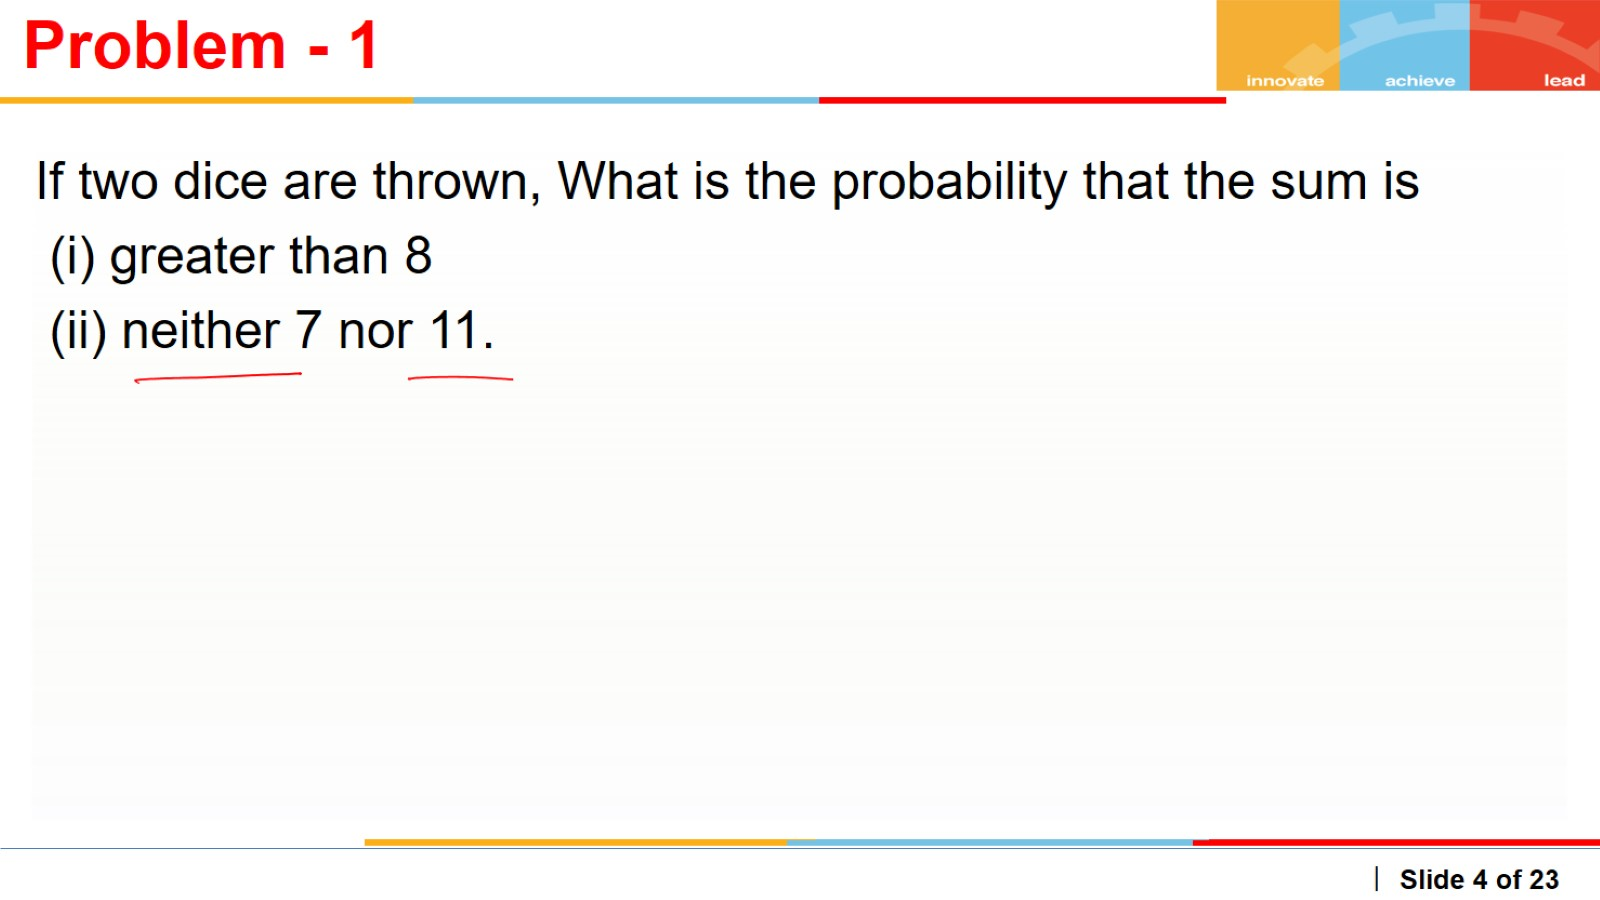 Problem - 1
innovate achieve lead
If two dice are thrown, What is the probability that the sum is
(i) greater than 8
(ii) neither 7 nor 11.
| Slide 4 of 23